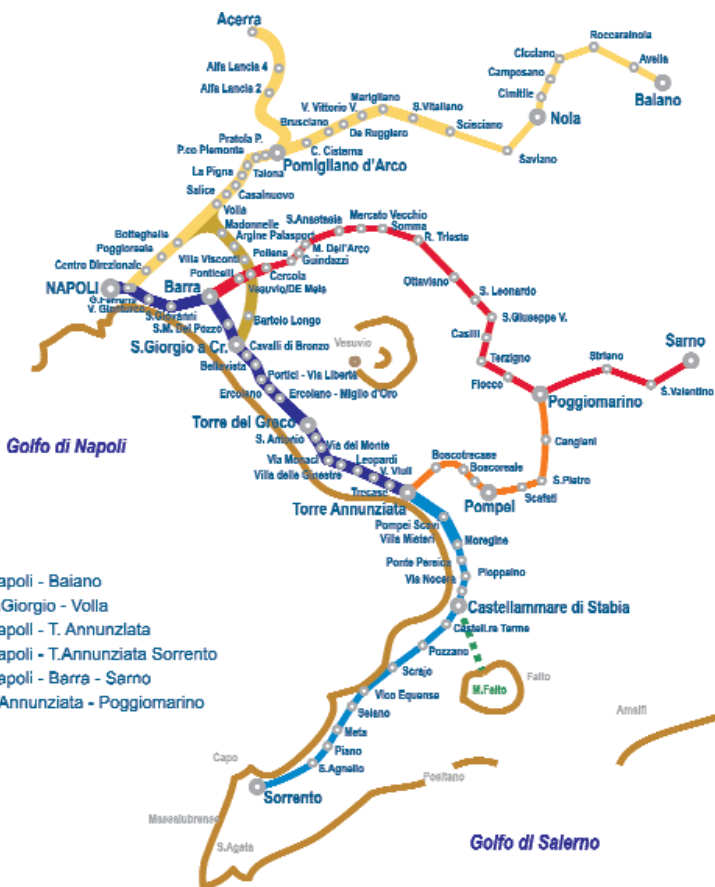 Acerra
Alfa Lancia 4
Alfa Lancia 2
Roccarainola
Cicciano
Avella
Camposano
Cimitile
Baiano
Marigliano
V. Vittorio V.
S.Vitaliano
Nola
Brusciano
De Ruggiero
Scisciano
Pratola P.
C. Cisterna
Saviano
P.co Piemonte
Pomigliano d'Arco
La Pigna
Talona
Salice
Casalnuovo
Volla
Botteghelle
Madonnelle
S.Anastasia
Mercato Vecchio
Somma
Poggioreale
Argine Palasport
M. Dell'Arço
R. Trieste
Villa Visconti
Pollena
Guindazzi
Centro Direzionale
Ponticelli
Cercola
Ottaviano
NAPOLI
Barra
Vesuvio/DE Meis
S. Leonardo
G.Ferraris
V. Gianturco
S.Giovanni
S.Giuseppe V.
S.M. Del Pozzo
Bartolo Longo
Casilli
Sarno
S.Giorgio a Cr.
Cavalli di Bronzo
Vesuvio
Terzigno
Striano
Bellavista
Portici - Via Libertà
Flocco
S.Valentino
Ercolano
Ercolano - Miglio d'Oro
Poggiomarino
Torre del Greco
Golfo di Napoli
S. Antonio
Via del Monte
Cangiani
Via Monaci
Leopardi
Boscotrecase
Villa delle Ginestre
V. Viuli
Boscoreale
S.Pietro
Trecase
Scafati
Torre Annunziata
Pompei
Pompei Scavi
Villa Misteri
Moregine
Ponte Persica
Pioppaino
Via Nocera
apoli - Baiano
Castellammare di Stabia
Giorgio - Volla
apoli - T. Annunziata
Castell.re Terme
apoli - T.Annunziata Sorrento
Pozzano
apoli - Barra - Sarno
Scrajo
Faito
M.Faito
Annunziata - Poggiomarino
Vico Equense
Seiano
Amalfi
Meta
Capo
Piano
S.Agnello
Positano
Sorrento
Massalubrense
S.Agata
Golfo di Salerno